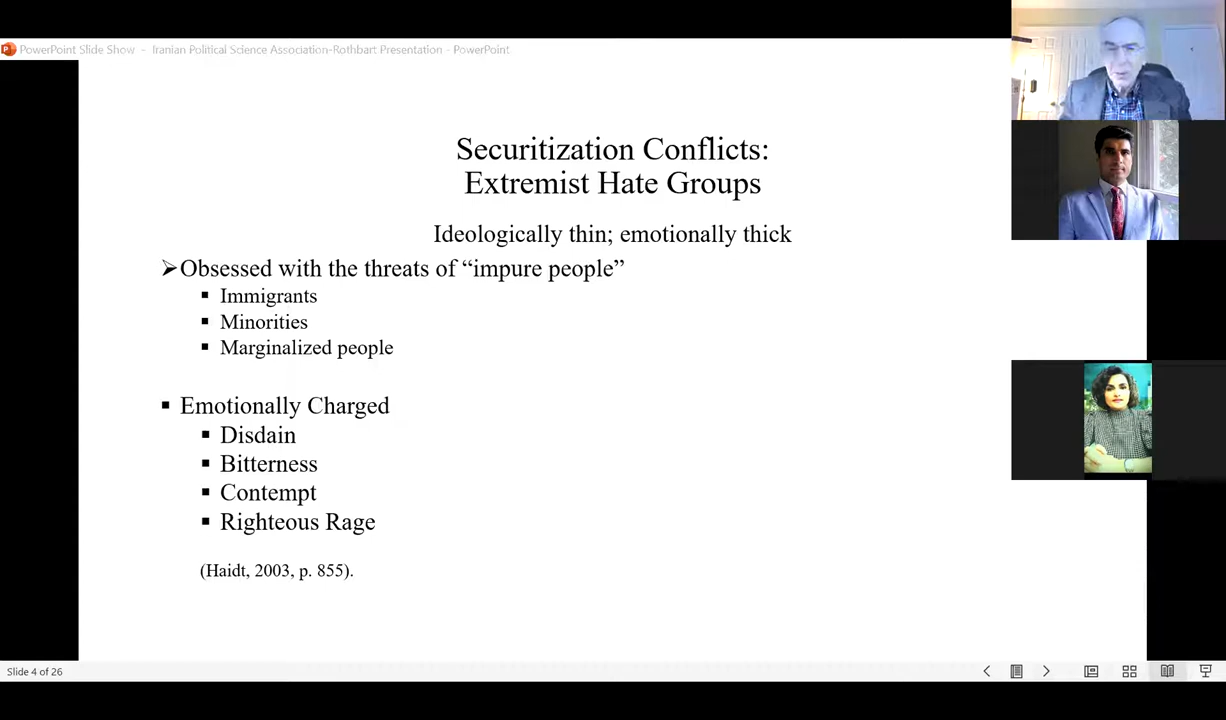 PowerPoint Slide Show - Iranian Political Science Association-Rothbart Presentation - PowerPoint
Securitization Conflicts:
Extremist Hate Groups
Ideologically thin; emotionally thick
➢Obsessed with the threats of “impure people”
▪ Immigrants
▪ Minorities
▪ Marginalized people
▪ Emotionally Charged
▪ Disdain
▪ Bitterness
▪ Contempt
▪ Righteous Rage
(Haidt, 2003, p. 855).
Slide 4 of 26